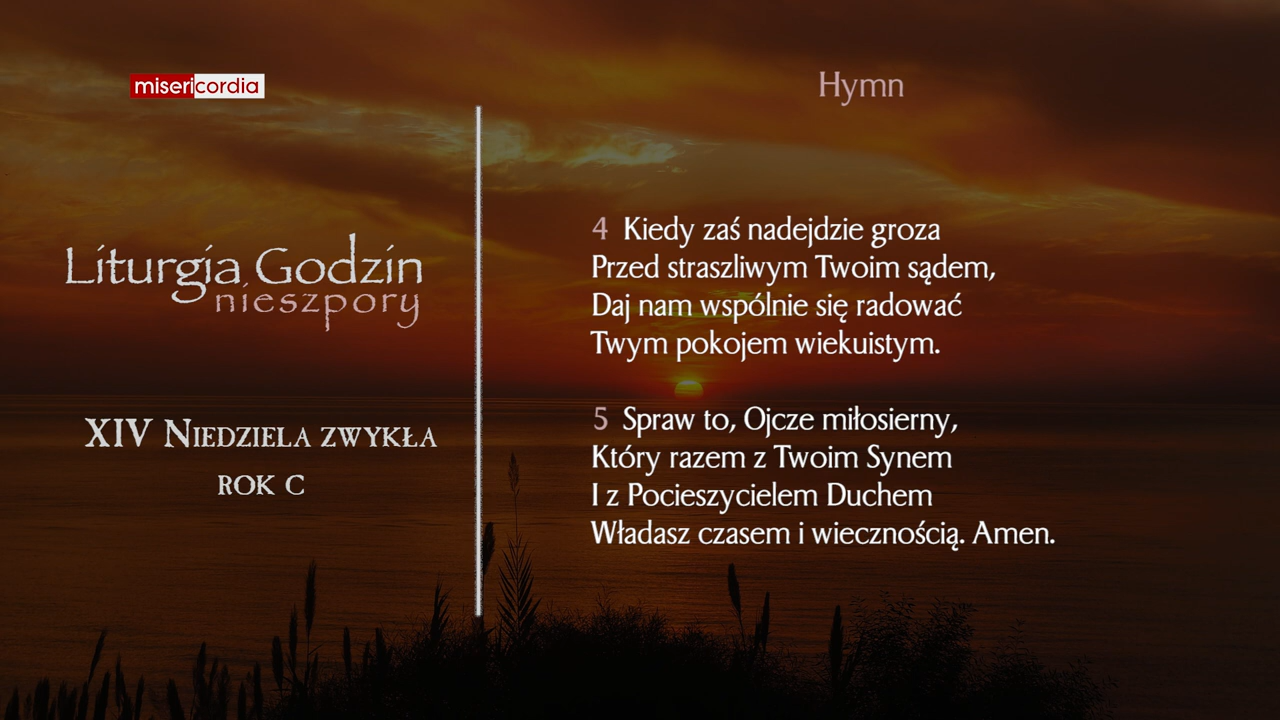 misericordia
Hymn
Liturgia Godzin
nieszpory
XIV Niedziela zwykła
rok C
4 Kiedy zaś nadejdzie groza
Przed straszliwym Twoim sądem,
Daj nam wspólnie się radować
Twym pokojem wiekuistym.
5 Spraw to, Ojcze miłosierny,
Który razem z Twoim Synem
I z Pocieszycielem Duchem
Władasz czasem i wiecznością. Amen.